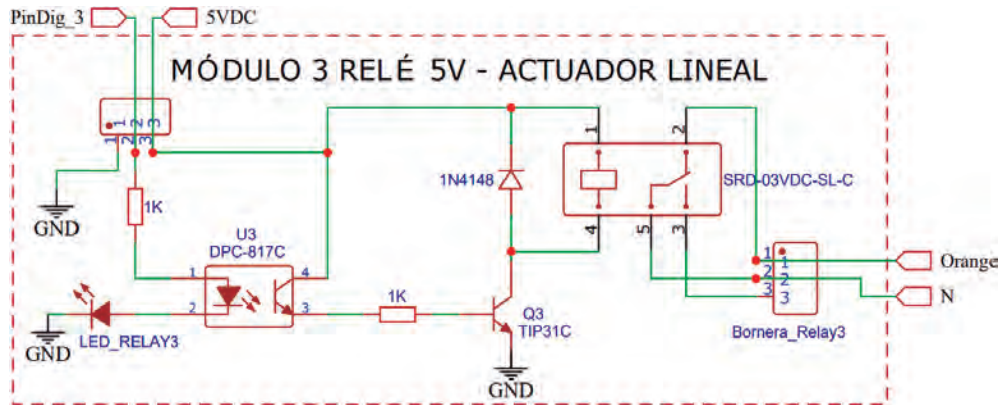 PinDig_3
5VDC
MÓDULO 3 RELÉ 5V - ACTUADOR LINEAL
1 2 3
1 2 3
GND
1K
U3
DPC-817C
1
2
4
3
LED_RELAY3
GND
1K
1N4148
Q3
TIP31C
GND
1
2
4
5
3
SRD-03VDC-SL-C
1 1
2 2
3 3
Bornera_Relay3
Orange
N